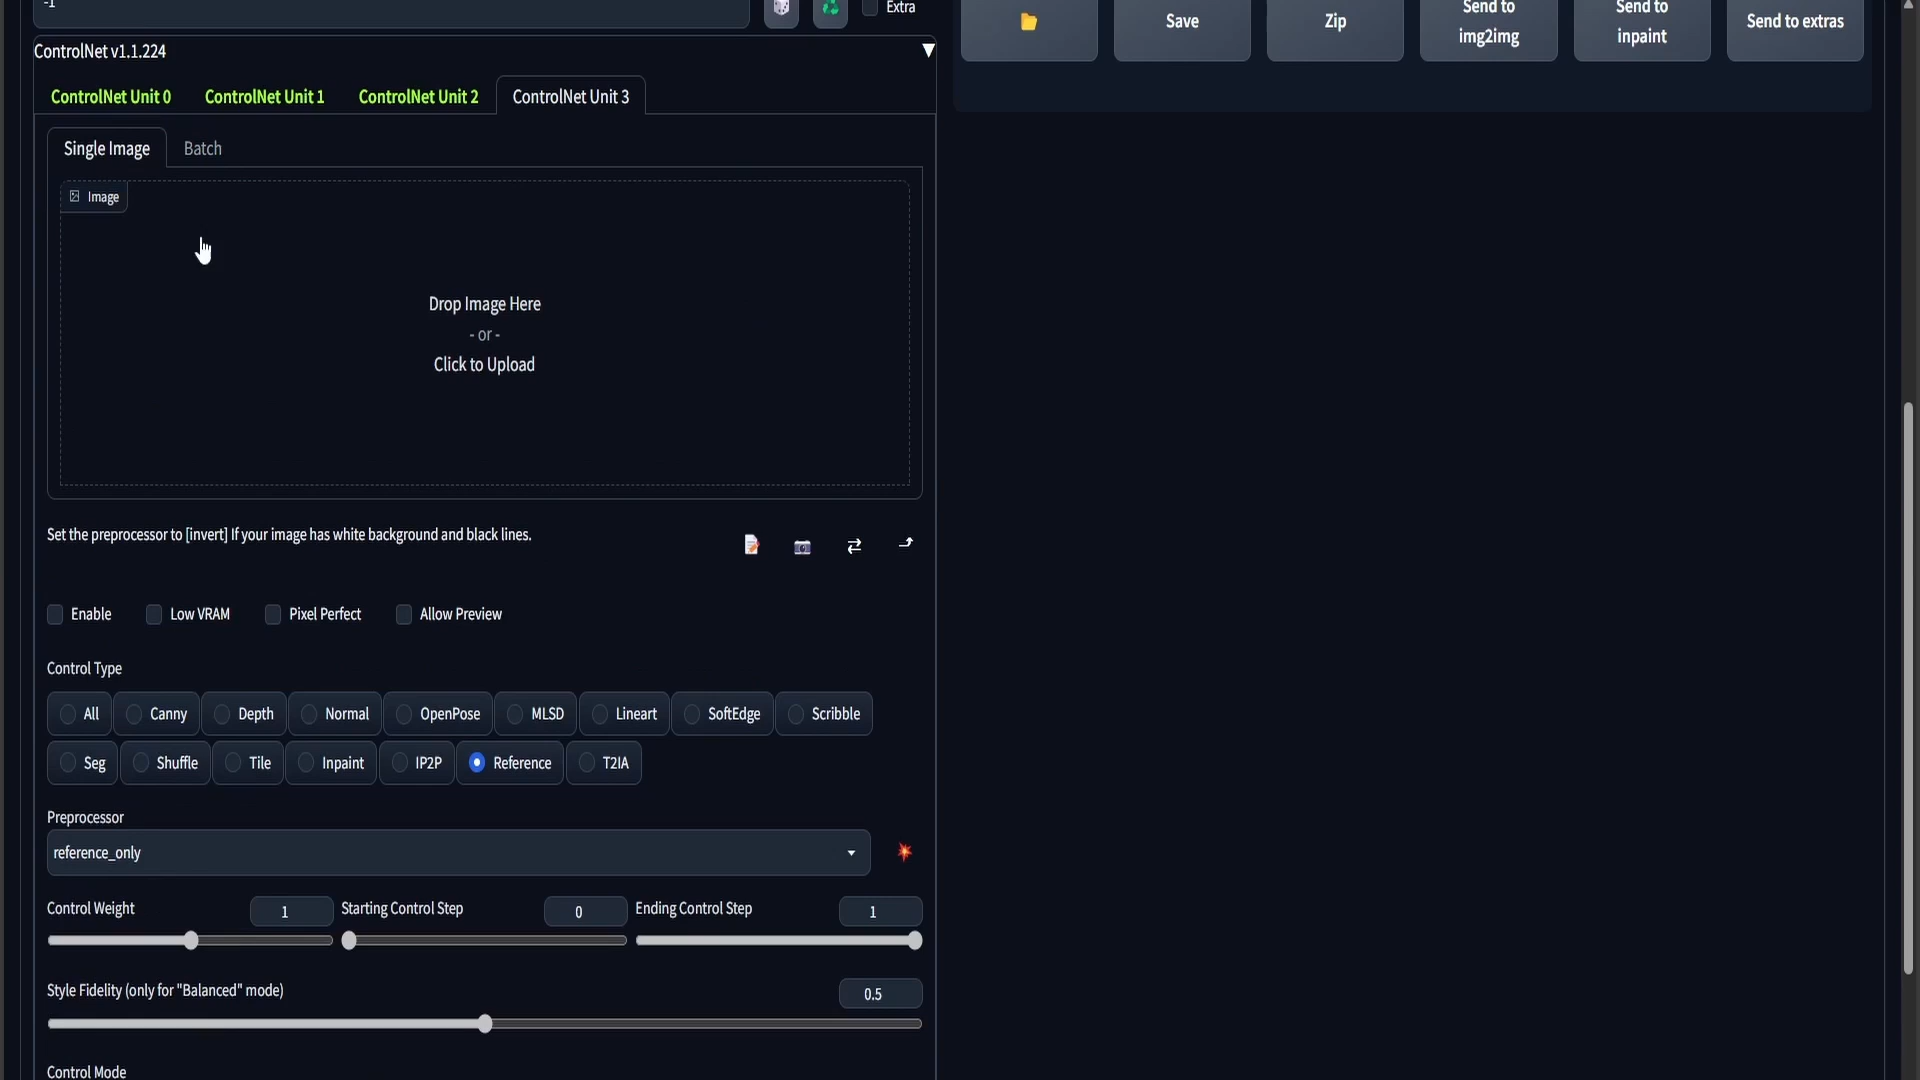 -1
Extra
Save
Zip
Send to
img2img
Send to
inpaint
Send to extras
ControlNet v1.1.224
ControlNet Unit 0
ControlNet Unit 1
ControlNet Unit 2
ControlNet Unit 3
Single Image
Batch
Image
Drop Image Here
- or -
Click to Upload
Set the preprocessor to [invert] If your image has white background and black lines.
Enable
Low VRAM
Pixel Perfect
Allow Preview
Control Type
All
Canny
Depth
Normal
OpenPose
MLSD
Lineart
SoftEdge
Scribble
Seg
Shuffle
Tile
Inpaint
IP2P
Reference
T2IA
Preprocessor
reference_only
Control Weight
1
Starting Control Step
0
Ending Control Step
1
Style Fidelity (only for "Balanced" mode)
0.5
Control Mode